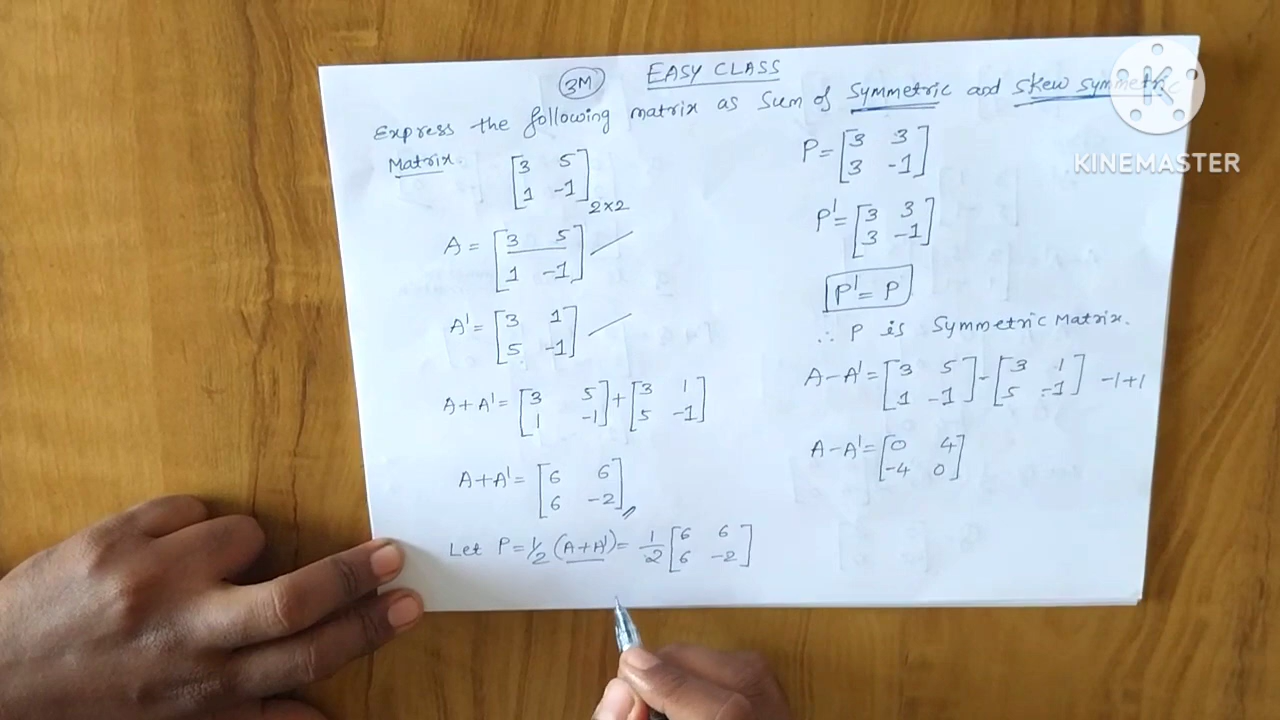 3M EASY CLASS
Express the following matrix as Sum of Symmetric and Skew Symmetric
Matrix.
[3 5
1 -1] 2×2
A = [3 5
1 -1]
A' = [3 1
5 -1]
A+A' = [3 5
1 -1] + [3 1
5 -1]
A+A' = [6 6
6 -2]
Let P = 1/2 (A+A') = 1/2 [6 6
6 -2]
P = [3 3
3 -1]
P' = [3 3
3 -1]
P' = P
∴ P is Symmetric Matrix.
A-A' = [3 5
1 -1] - [3 1
5 -1] -1+1
A-A' = [0 4
-4 0]
K
KINEMASTER